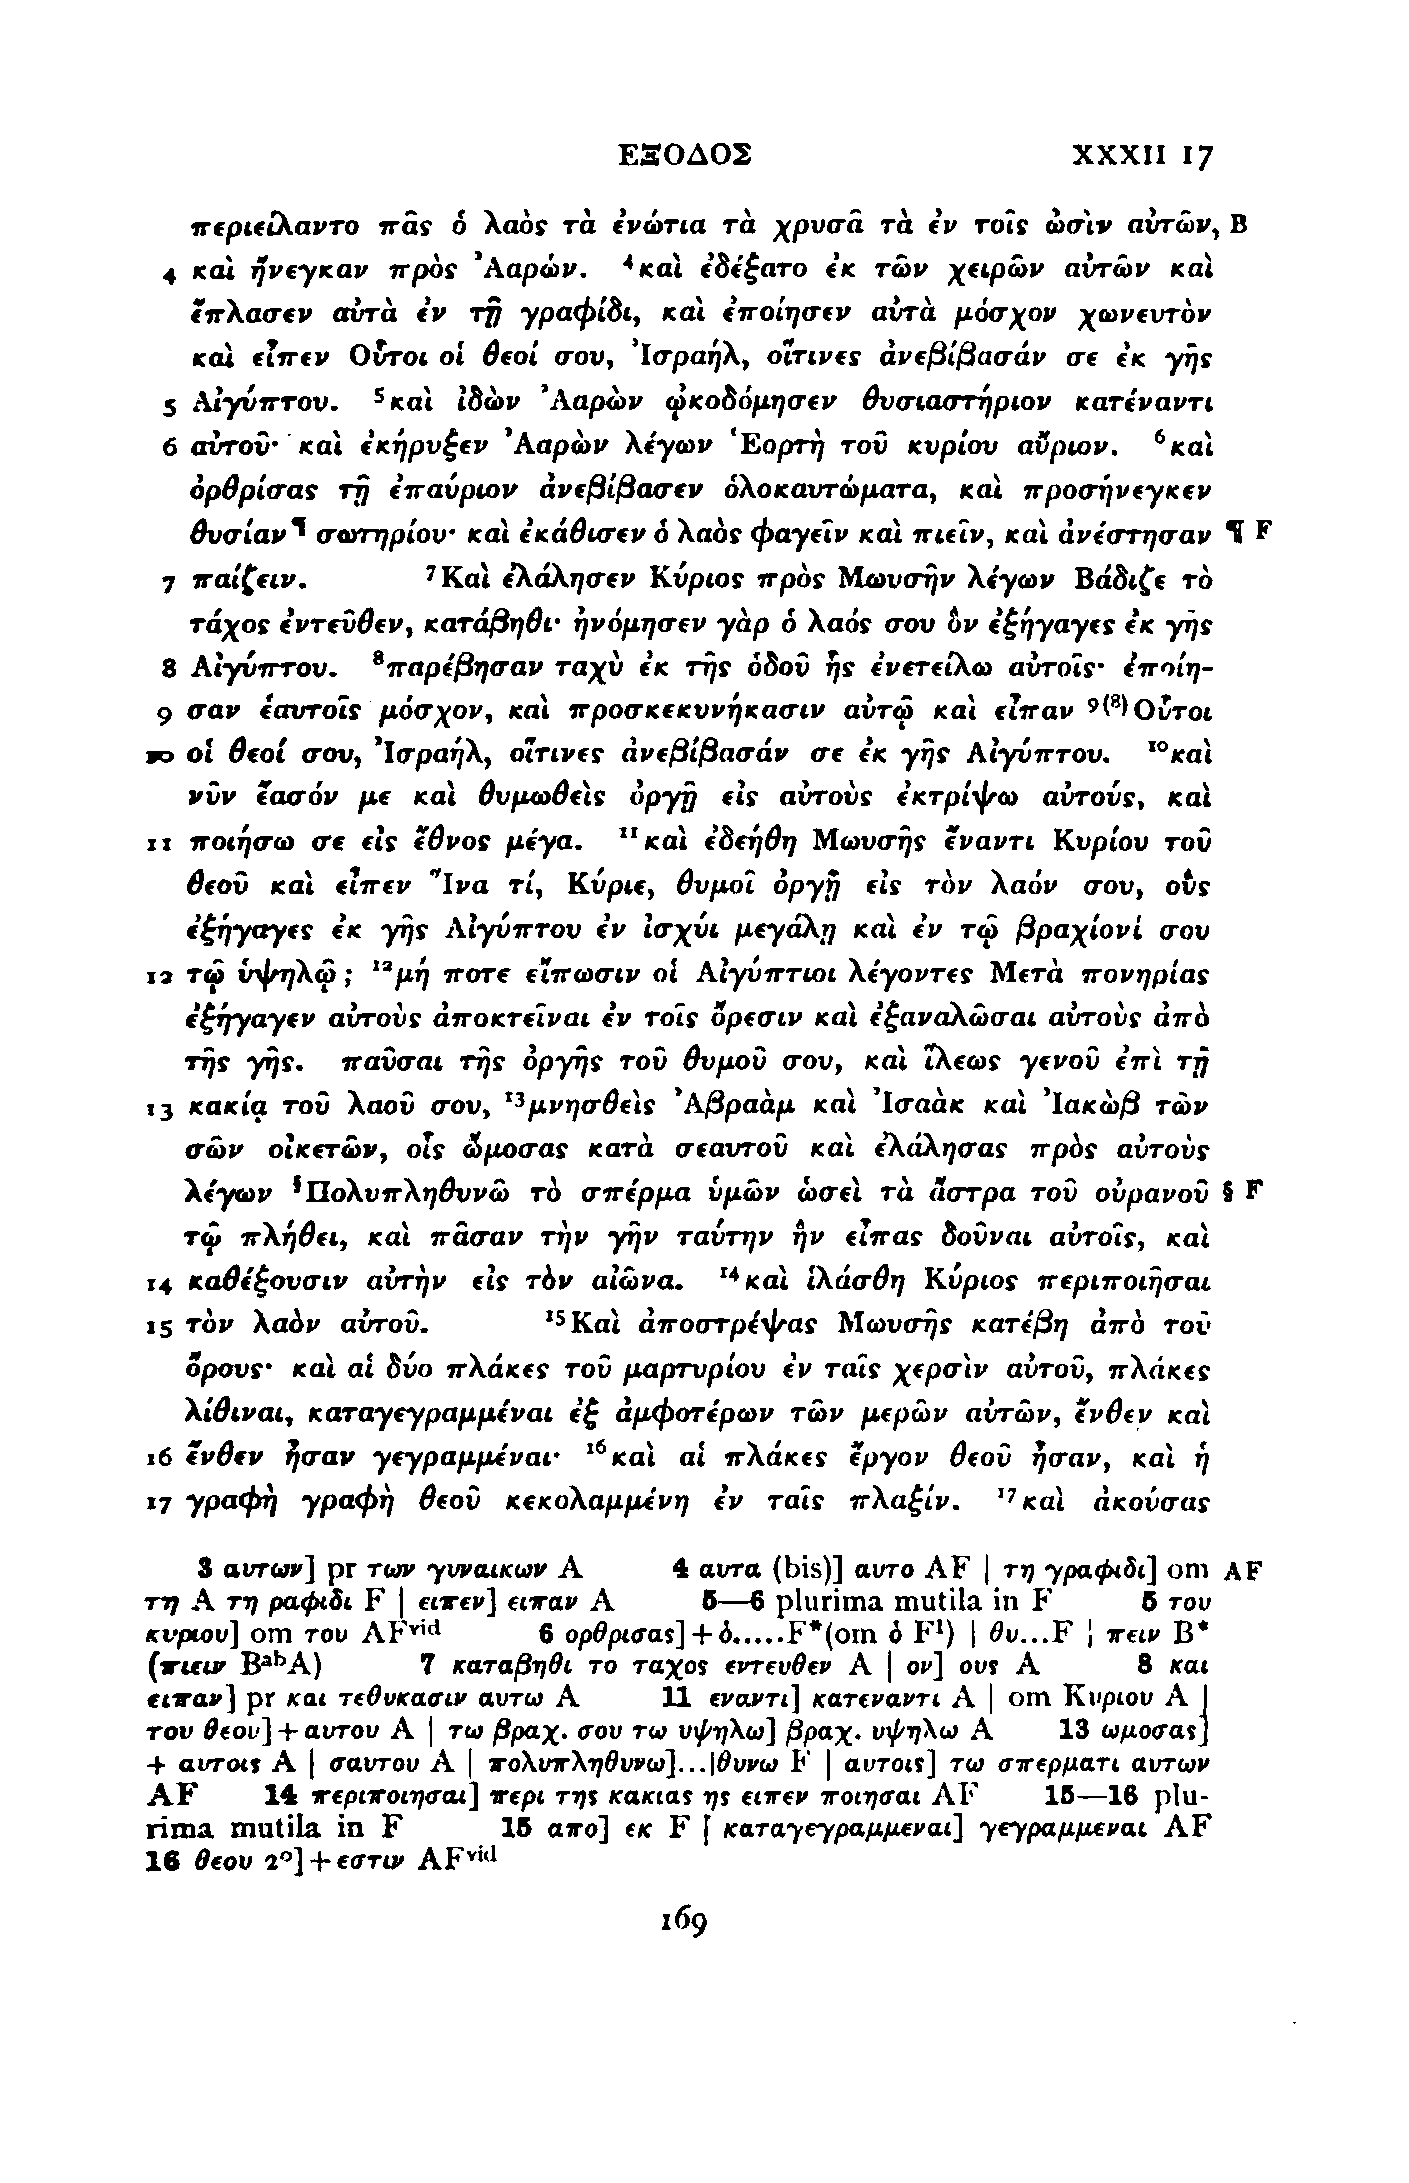 ΕΞΟΔΟΣ XXXII 17
περιείλαντο πᾶς ὁ λαὸς τὰ ἐνώτια τὰ χρυσᾶ τὰ ἐν τοῖς ὠσὶν αὐτῶν, B
4 καὶ ἤνεγκαν πρὸς Ἀαρών. ⁴καὶ ἐδέξατο ἐκ τῶν χειρῶν αὐτῶν καὶ
ἔπλασεν αὐτὰ ἐν τῇ γραφίδι, καὶ ἐποίησεν αὐτὰ μόσχον χωνευτὸν
καὶ εἶπεν Οὗτοι οἱ θεοί σου, Ἰσραήλ, οἵτινες ἀνεβίβασάν σε ἐκ γῆς
5 Αἰγύπτου. ⁵καὶ ἰδὼν Ἀαρὼν ᾠκοδόμησεν θυσιαστήριον κατέναντι
6 αὐτοῦ· καὶ ἐκήρυξεν Ἀαρὼν λέγων Ἑορτὴ τοῦ κυρίου αὔριον. ⁶καὶ
ὀρθρίσας τῇ ἐπαύριον ἀνεβίβασεν ὁλοκαυτώματα, καὶ προσήνεγκεν
θυσίαν¶ σωτηρίου· καὶ ἐκάθισεν ὁ λαὸς φαγεῖν καὶ πιεῖν, καὶ ἀνέστησαν ¶ F
7 παίζειν. ⁷Καὶ ἐλάλησεν Κύριος πρὸς Μωυσῆν λέγων Βάδιζε τὸ
τάχος ἐντεῦθεν, κατάβηθι· ἠνόμησεν γὰρ ὁ λαός σου ὃν ἐξήγαγες ἐκ γῆς
8 Αἰγύπτου. ⁸παρέβησαν ταχὺ ἐκ τῆς ὁδοῦ ἧς ἐνετείλω αὐτοῖς· ἐποίη-
9 σαν ἑαυτοῖς μόσχον, καὶ προσκεκυνήκασιν αὐτῷ καὶ εἶπαν ⁹⁽⁸⁾Οὗτοι
10 οἱ θεοί σου, Ἰσραήλ, οἵτινες ἀνεβίβασάν σε ἐκ γῆς Αἰγύπτου. ¹⁰καὶ
νῦν ἔασόν με καὶ θυμωθεὶς ὀργῇ εἰς αὐτοὺς ἐκτρίψω αὐτούς, καὶ
11 ποιήσω σε εἰς ἔθνος μέγα. ¹¹καὶ ἐδεήθη Μωυσῆς ἔναντι Κυρίου τοῦ
θεοῦ καὶ εἶπεν Ἵνα τί, Κύριε, θυμοῖ ὀργῇ εἰς τὸν λαόν σου, οὓς
ἐξήγαγες ἐκ γῆς Αἰγύπτου ἐν ἰσχύι μεγάλῃ καὶ ἐν τῷ βραχίονί σου
12 τῷ ὑψηλῷ; ¹²μή ποτε εἴπωσιν οἱ Αἰγύπτιοι λέγοντες Μετὰ πονηρίας
ἐξήγαγεν αὐτοὺς ἀποκτεῖναι ἐν τοῖς ὄρεσιν καὶ ἐξαναλῶσαι αὐτοὺς ἀπὸ
τῆς γῆς. παῦσαι τῆς ὀργῆς τοῦ θυμοῦ σου, καὶ ἵλεως γενοῦ ἐπὶ τῇ
13 κακίᾳ τοῦ λαοῦ σου, ¹³μνησθεὶς Ἀβραὰμ καὶ Ἰσαὰκ καὶ Ἰακὼβ τῶν
σῶν οἰκετῶν, οἷς ὤμοσας κατὰ σεαυτοῦ καὶ ἐλάλησας πρὸς αὐτοὺς
λέγων §Πολυπληθυνῶ τὸ σπέρμα ὑμῶν ὡσεὶ τὰ ἄστρα τοῦ οὐρανοῦ § F
τῷ πλήθει, καὶ πᾶσαν τὴν γῆν ταύτην ἣν εἶπας δοῦναι αὐτοῖς, καὶ
14 καθέξουσιν αὐτὴν εἰς τὸν αἰῶνα. ¹⁴καὶ ἱλάσθη Κύριος περιποιῆσαι
15 τὸν λαὸν αὐτοῦ. ¹⁵Καὶ ἀποστρέψας Μωυσῆς κατέβη ἀπὸ τοῦ
ὄρους· καὶ αἱ δύο πλάκες τοῦ μαρτυρίου ἐν ταῖς χερσὶν αὐτοῦ, πλάκες
λίθιναι, καταγεγραμμέναι ἐξ ἀμφοτέρων τῶν μερῶν αὐτῶν, ἔνθεν καὶ
16 ἔνθεν ἦσαν γεγραμμέναι· ¹⁶καὶ αἱ πλάκες ἔργον θεοῦ ἦσαν, καὶ ἡ
17 γραφὴ γραφὴ θεοῦ κεκολαμμένη ἐν ταῖς πλαξίν. ¹⁷καὶ ἀκούσας
3 αυτων] pr των γυναικων A 4 αυτα (bis)] αυτο AF | τη γραφιδι] om AF
τη A τη ραφιδι F | ειπεν] ειπαν A 5—6 plurima mutila in F 5 του
κυριου] om του AFᵛⁱᵈ 6 ορθρισας]+ὁ.....F*(om ὁ F¹) | θυ...F | πειν B*
(πιειν BᵃᵇA) 7 καταβηθι το ταχος εντευθεν A | ον] ους A 8 και
ειπαν] pr και τεθυκασιν αυτω A 11 εναντι] κατεναντι A | om Κυριου A |
του θεου]+αυτου A | τω βραχ. σου τω υψηλω] βραχ. υψηλω A 13 ωμοσας]
+ αυτοις A | σαυτου A | πολυπληθυνω]...|θυνω F | αυτοις] τω σπερματι αυτων
AF 14 περιποιησαι] περι της κακιας ης ειπεν ποιησαι AF 15—16 plu-
rima mutila in F 15 απο] εκ F | καταγεγραμμεναι] γεγραμμεναι AF
16 θεου 2º]+εστιν AFᵛⁱᵈ
169